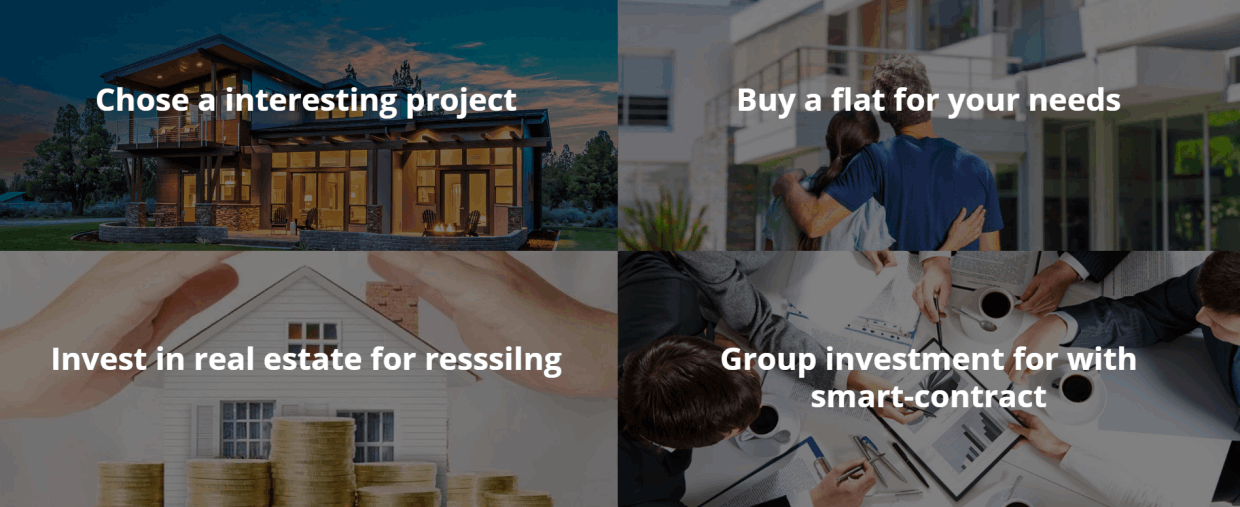 Chose a interesting project
Buy a flat for your needs
Invest in real estate for resssilng
Group investment for with
smart-contract